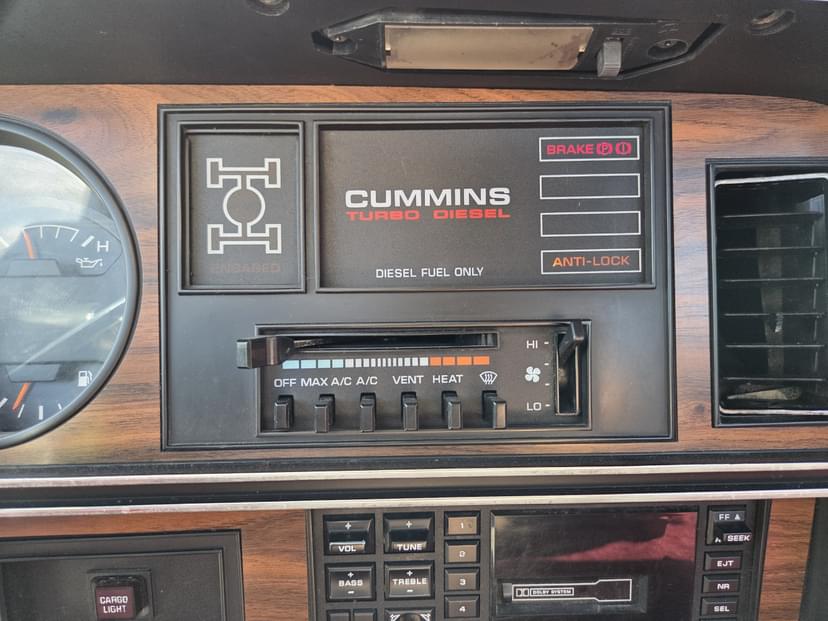 BRAKE P !
CUMMINS
TURBO DIESEL
ANTI-LOCK
ENGAGED
DIESEL FUEL ONLY
H
HI
OFF MAX A/C A/C VENT HEAT
LO
+
VOL
+
TUNE
1
2
+
BASS
-
+
TREBLE
-
3
4
DOLBY SYSTEM
FF ▲
SEEK
EJT
NR
SEL
CARGO
LIGHT